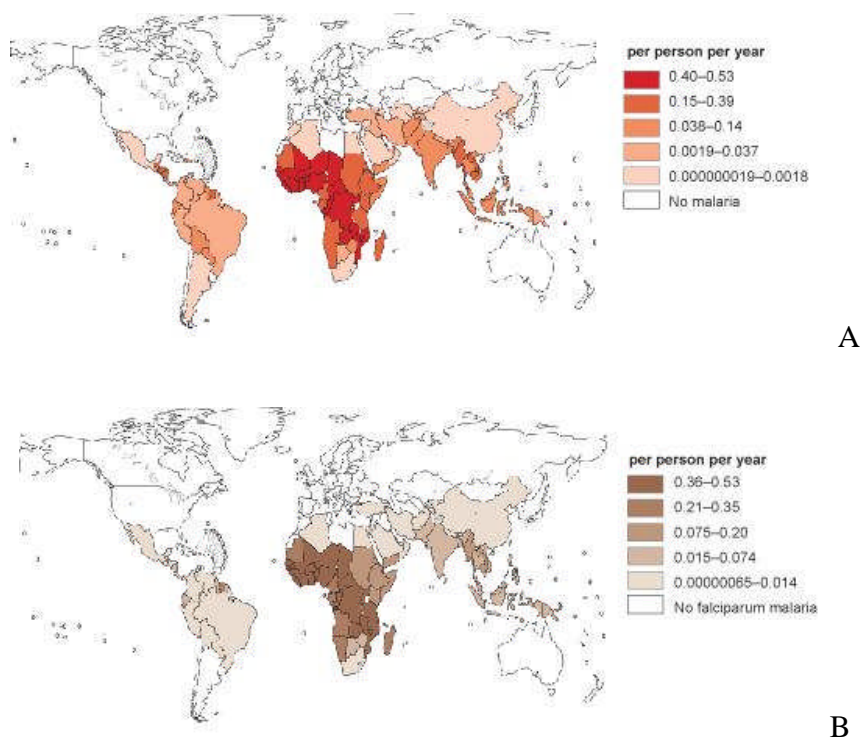 per person per year
0.40–0.53
0.15–0.39
0.038–0.14
0.0019–0.037
0.000000019–0.0018
No malaria
A
per person per year
0.36–0.53
0.21–0.35
0.075–0.20
0.015–0.074
0.00000065–0.014
No falciparum malaria
B